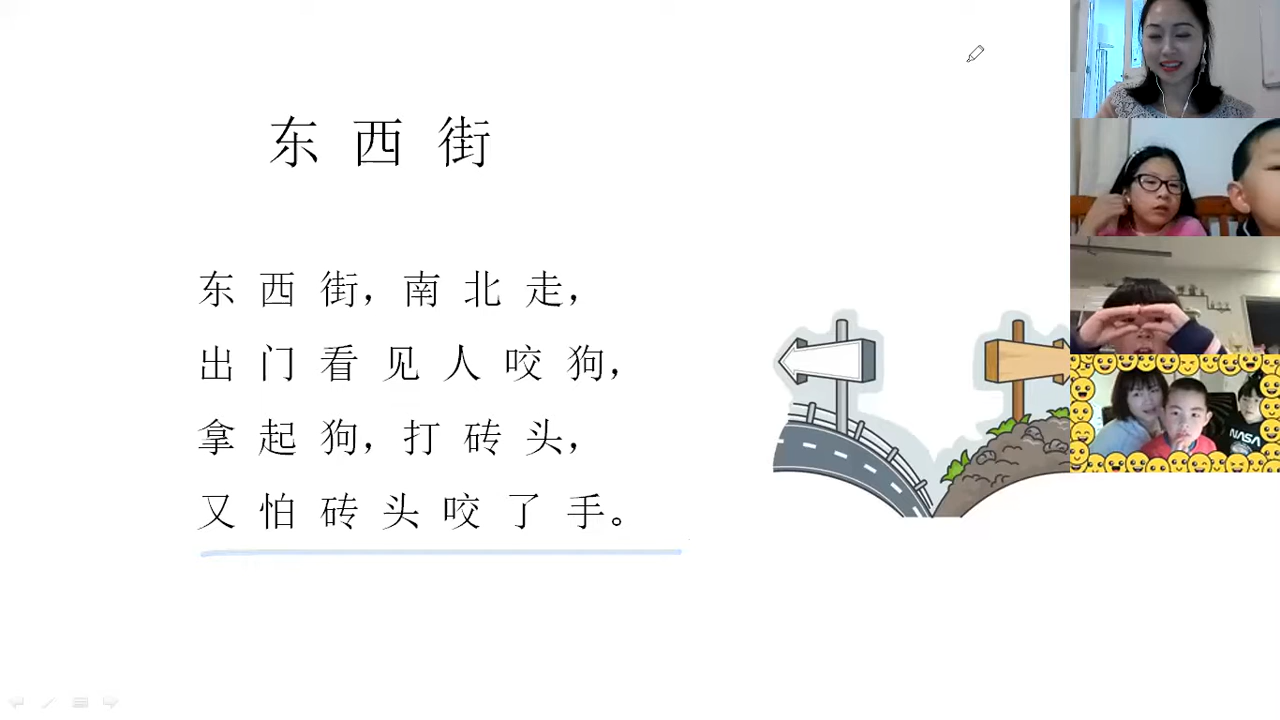 东西街
东西街，南北走，
出门看见人咬狗，
拿起狗，打砖头，
又怕砖头咬了手。
NASA